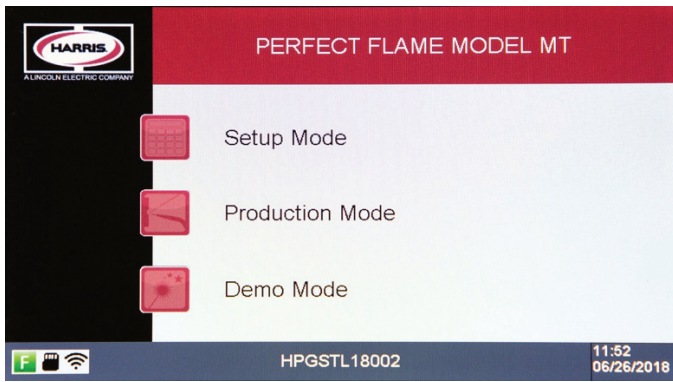 HARRIS.
A LINCOLN ELECTRIC COMPANY
PERFECT FLAME MODEL MT
Setup Mode
Production Mode
Demo Mode
F
HPGSTL18002
11:52
06/26/2018